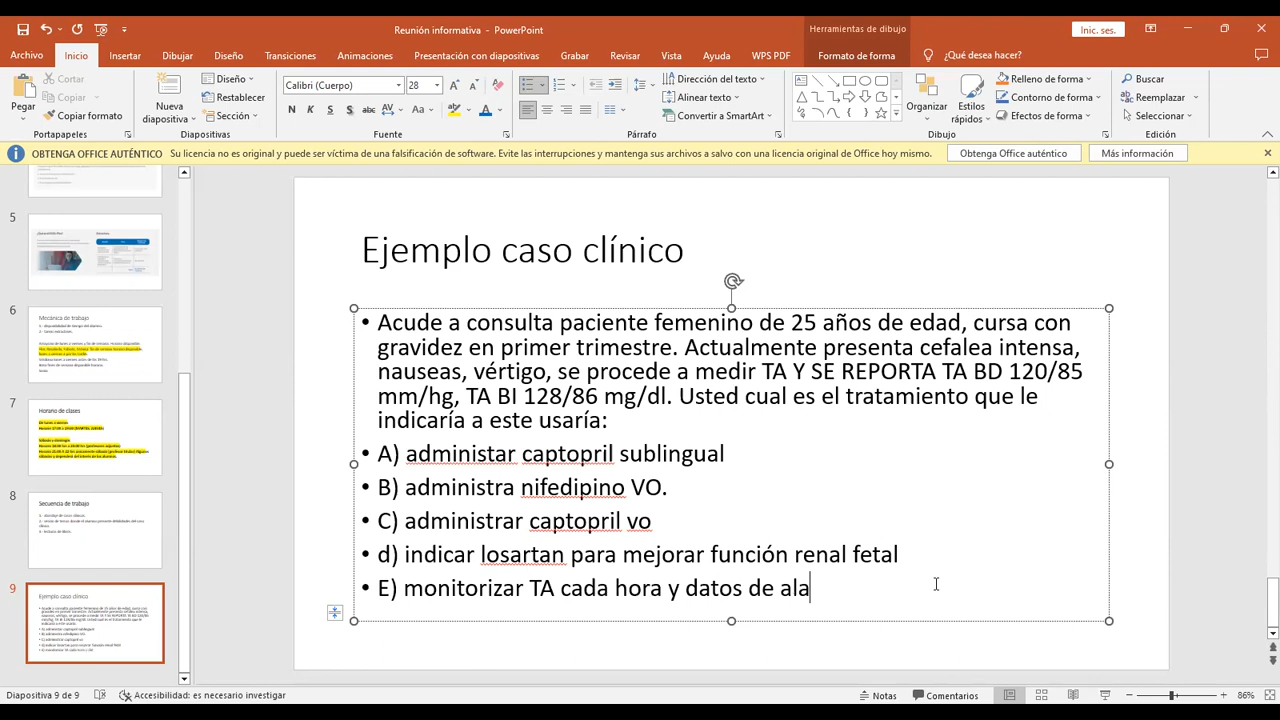 Reunión informativa - PowerPoint
Herramientas de dibujo
Inic. ses.
Archivo Inicio Insertar Dibujar Diseño Transiciones Animaciones Presentación con diapositivas Grabar Revisar Vista Ayuda WPS PDF Formato de forma ¿Qué desea hacer?
Pegar
Cortar
Copiar
Copiar formato
Portapapeles
Nueva diapositiva
Diseño
Restablecer
Sección
Diapositivas
Calibri (Cuerpo) 28
N K S abc AV Aa A
Fuente
Dirección del texto
Alinear texto
Convertir a SmartArt
Párrafo
Organizar
Estilos rápidos
Relleno de forma
Contorno de forma
Efectos de forma
Dibujo
Buscar
Reemplazar
Seleccionar
Edición
OBTENGA OFFICE AUTÉNTICO Su licencia no es original y puede ser víctima de una falsificación de software. Evite las interrupciones y mantenga sus archivos a salvo con una licencia original de Office hoy mismo. Obtenga Office auténtico Más información
5
6
Mecánica de trabajo
7
Horario de clases
8
Secuencia de trabajo
9
Ejemplo caso clínico
Ejemplo caso clínico
• Acude a consulta paciente femenino de 25 años de edad, cursa con
gravidez en primer trimestre. Actualmente presenta cefalea intensa,
nauseas, vértigo, se procede a medir TA Y SE REPORTA TA BD 120/85
mm/hg, TA BI 128/86 mg/dl. Usted cual es el tratamiento que le
indicaría a este usaría:
• A) administar captopril sublingual
• B) administra nifedipino VO.
• C) administrar captopril vo
• d) indicar losartan para mejorar función renal fetal
• E) monitorizar TA cada hora y datos de ala
Diapositiva 9 de 9 Accesibilidad: es necesario investigar Notas Comentarios 86%